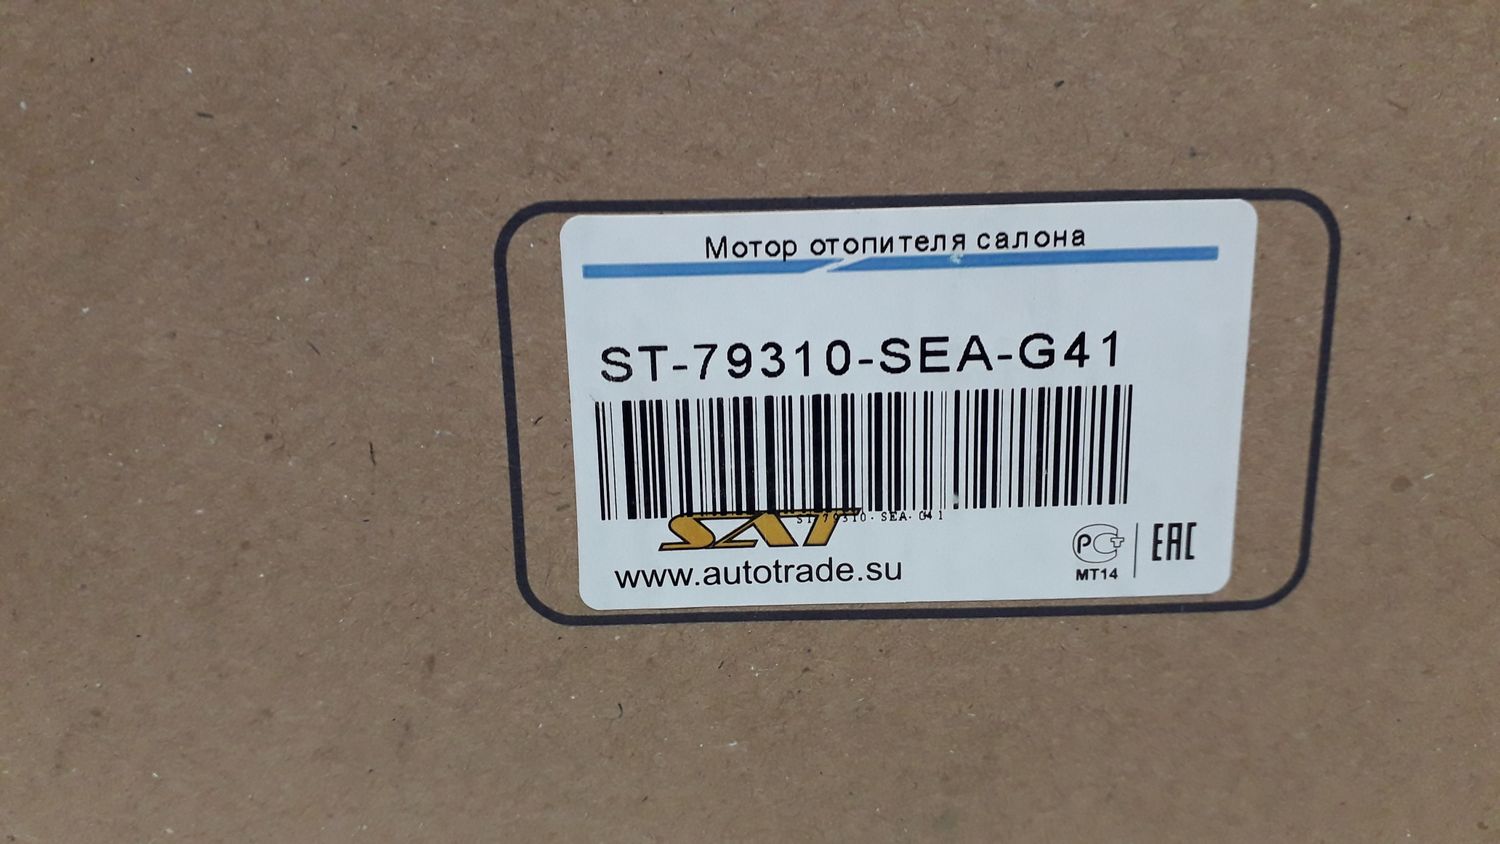 Мотор отопителя салона
ST-79310-SEA-G41
ST-79310-SEA-G41
SAT
www.autotrade.su
РСТ
МТ14
EAC